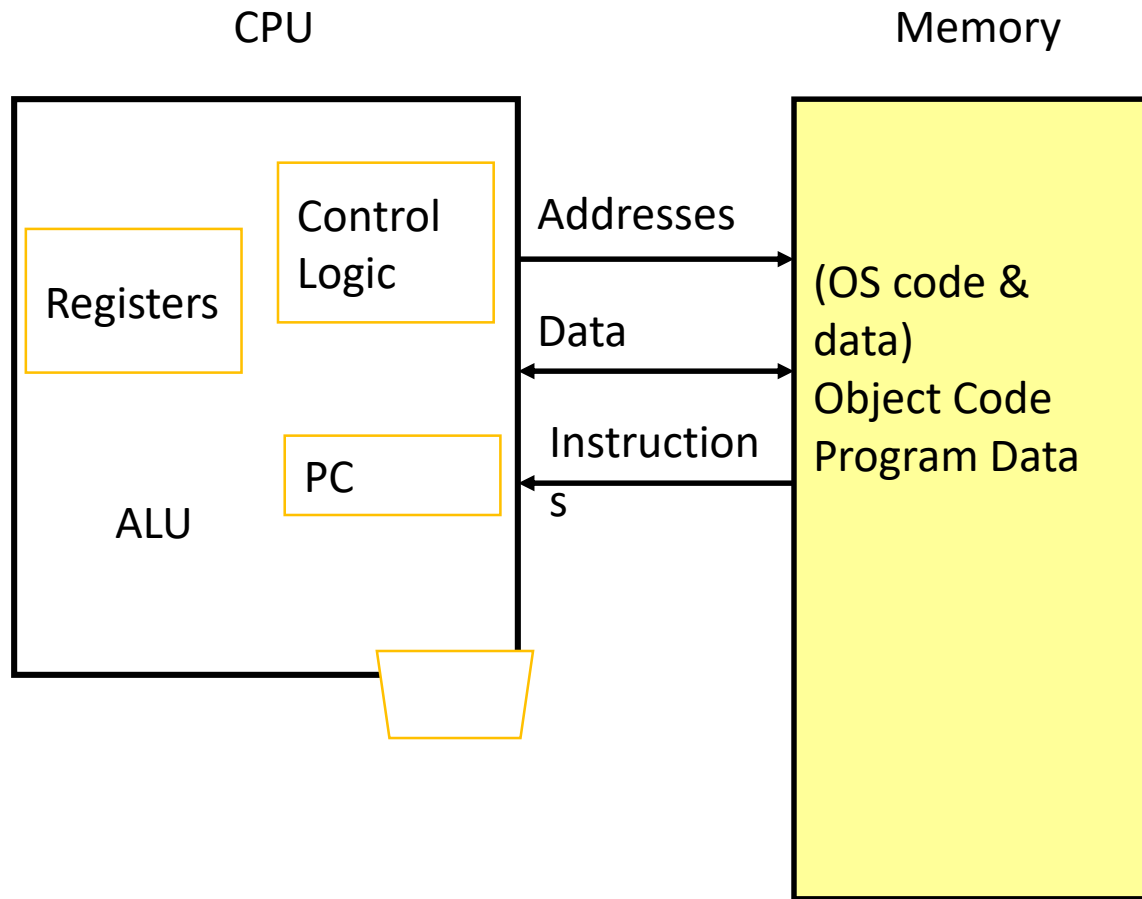 CPU
Memory
Control
Logic
Registers
PC
ALU
Addresses
Data
Instruction
s
(OS code &
data)
Object Code
Program Data